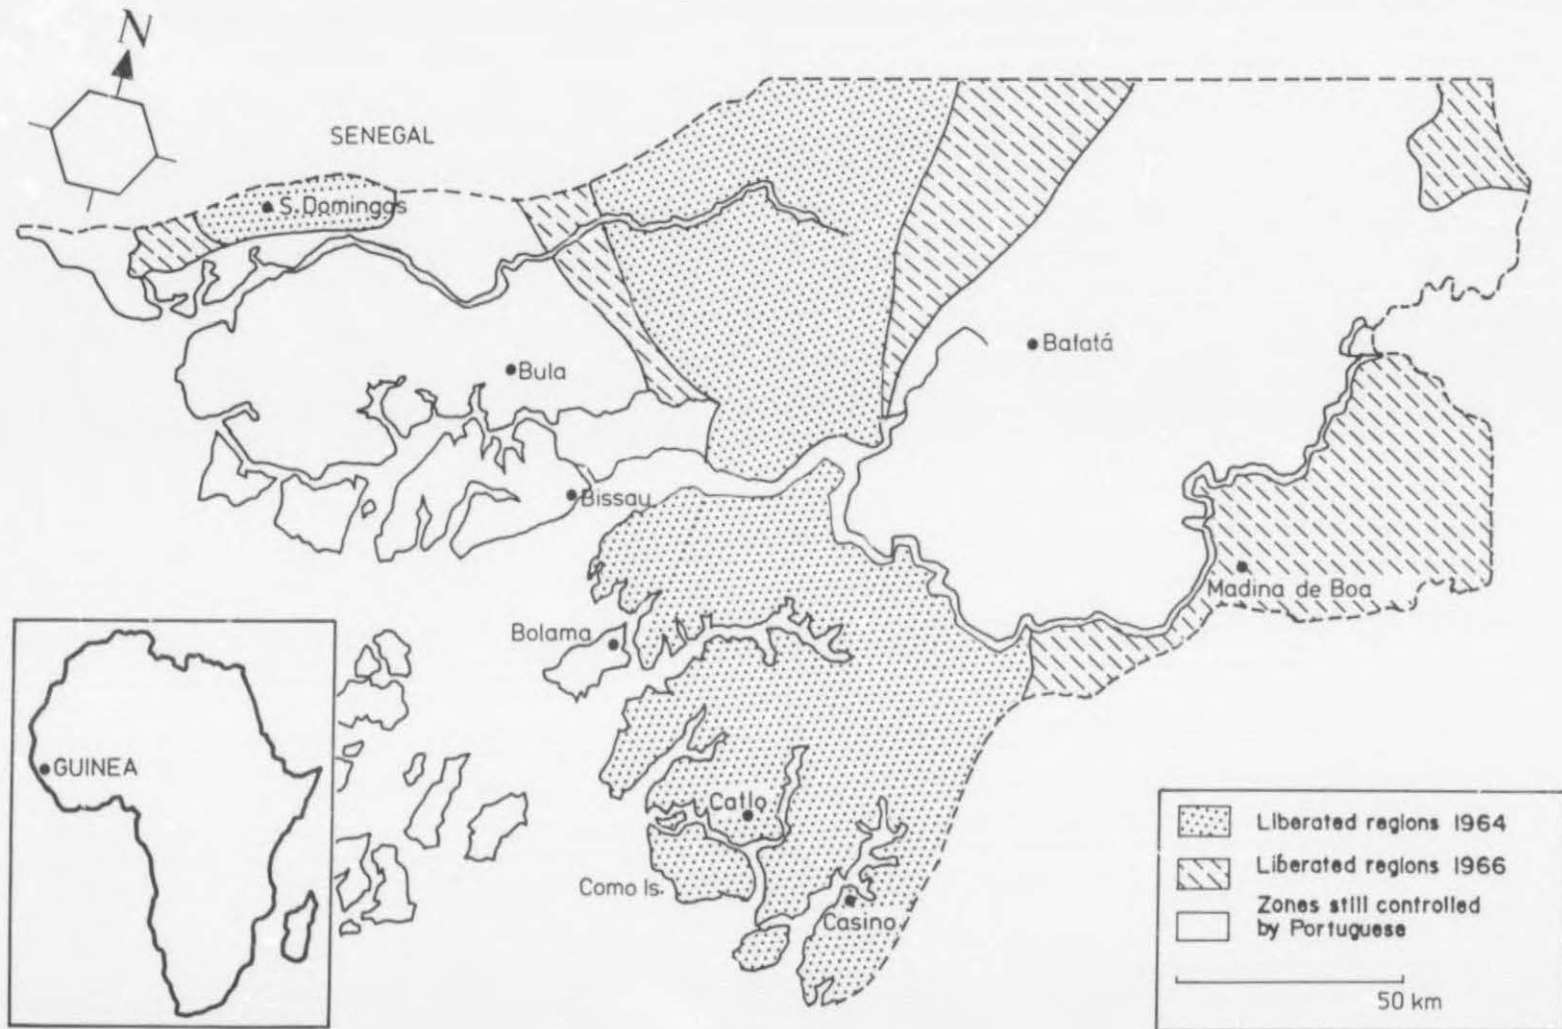 N
SENEGAL
S. Domingos
Bula
Bafatá
Bissau
Madina de Boa
Bolama
GUINEA
Catlo
Como Is.
Casino
Liberated regions 1964
Liberated regions 1966
Zones still controlled
by Portuguese
50 km